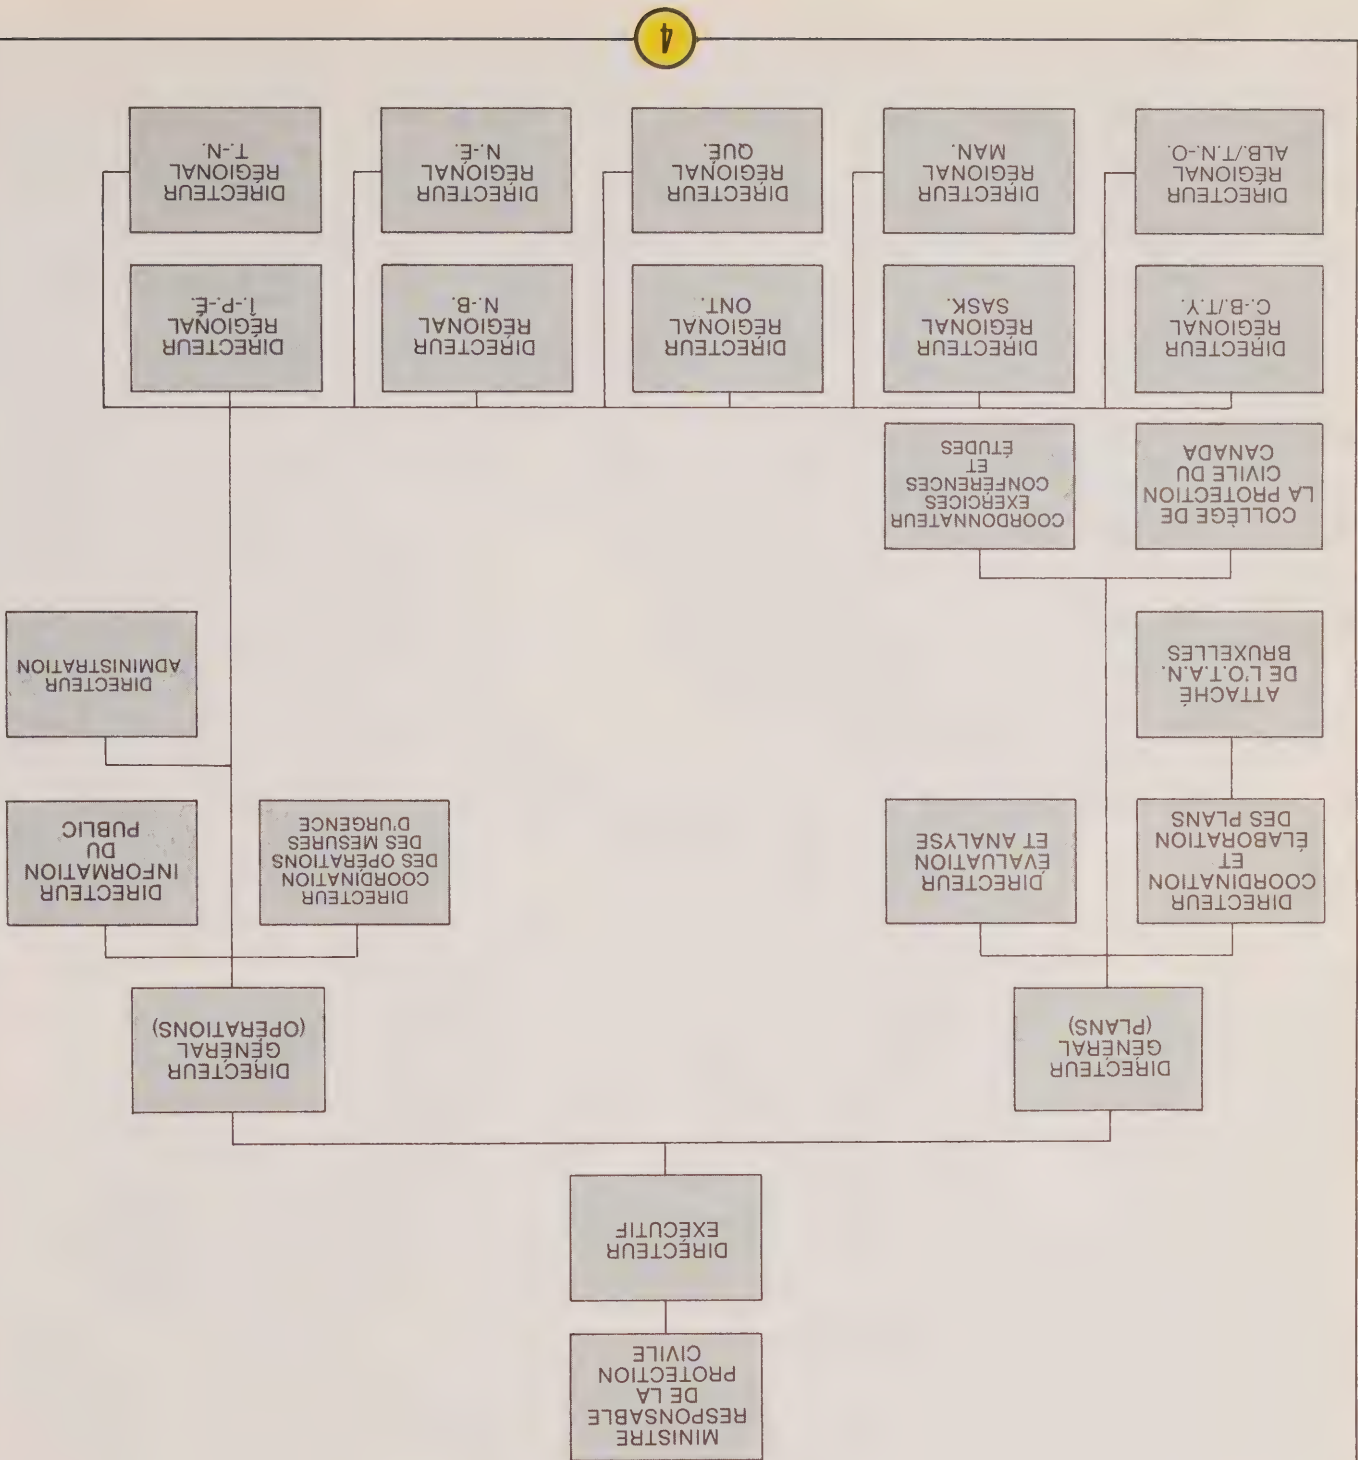 MINISTRE
RESPONSABLE
DE LA
PROTECTION
CIVILE
DIRECTEUR
EXÉCUTIF
DIRECTEUR
GÉNÉRAL
(PLANS)
DIRECTEUR
GÉNÉRAL
(OPÉRATIONS)
DIRECTEUR
COORDINATION
ET
ÉLABORATION
DES PLANS
DIRECTEUR
ÉVALUATION
ET ANALYSE
DIRECTEUR
COORDINATION
DES OPÉRATIONS
DES MESURES
D'URGENCE
DIRECTEUR
INFORMATION
DU
PUBLIC
ATTACHÉ
DE L'O.T.A.N.
BRUXELLES
DIRECTEUR
ADMINISTRATION
COLLÈGE DE
LA PROTECTION
CIVILE DU
CANADA
COORDONNATEUR
EXERCICES
CONFÉRENCES
ET
ÉTUDES
DIRECTEUR
RÉGIONAL
C.-B./T.Y.
DIRECTEUR
RÉGIONAL
SASK.
DIRECTEUR
RÉGIONAL
ONT.
DIRECTEUR
RÉGIONAL
N.-B.
DIRECTEUR
RÉGIONAL
Î.-P.-É.
DIRECTEUR
RÉGIONAL
ALB./T.N.-O.
DIRECTEUR
RÉGIONAL
MAN.
DIRECTEUR
RÉGIONAL
QUÉ.
DIRECTEUR
RÉGIONAL
N.-É.
DIRECTEUR
RÉGIONAL
T.-N.
4